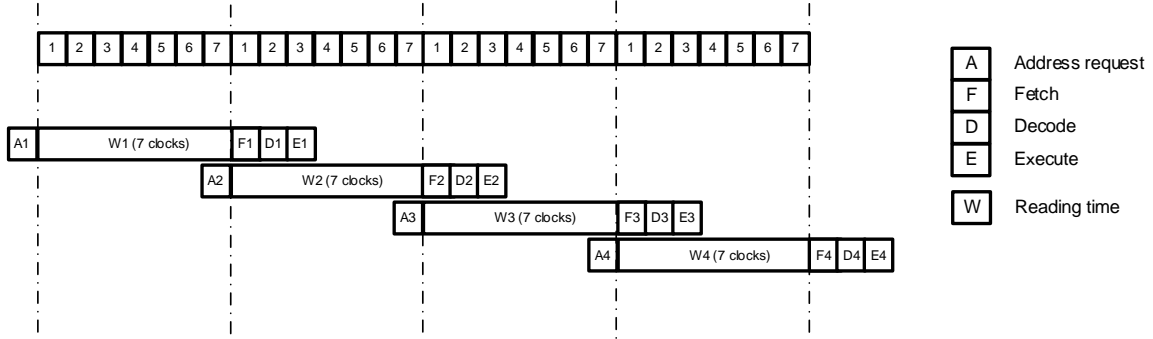 1 2 3 4 5 6 7 1 2 3 4 5 6 7 1 2 3 4 5 6 7 1 2 3 4 5 6 7
A1 W1 (7 clocks) F1 D1 E1
A2 W2 (7 clocks) F2 D2 E2
A3 W3 (7 clocks) F3 D3 E3
A4 W4 (7 clocks) F4 D4 E4
A Address request
F Fetch
D Decode
E Execute
W Reading time